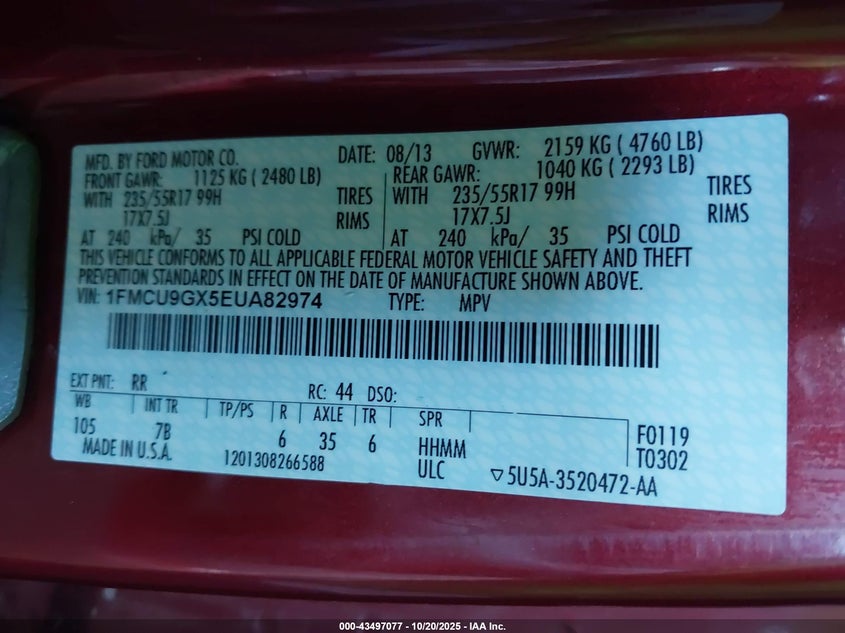 MFD. BY FORD MOTOR CO. DATE: 08/13 GVWR: 2159 KG ( 4760 LB)
FRONT GAWR: 1125 KG ( 2480 LB) REAR GAWR: 1040 KG ( 2293 LB)
WITH 235/55R17 99H TIRES WITH 235/55R17 99H TIRES
17X7.5J RIMS 17X7.5J RIMS
AT 240 kPa/ 35 PSI COLD AT 240 kPa/ 35 PSI COLD
THIS VEHICLE CONFORMS TO ALL APPLICABLE FEDERAL MOTOR VEHICLE SAFETY AND THEFT
PREVENTION STANDARDS IN EFFECT ON THE DATE OF MANUFACTURE SHOWN ABOVE.
VIN: 1FMCU9GX5EUA82974 TYPE: MPV
EXT PNT: RR RC: 44 DSO:
WB INT TR TP/PS R AXLE TR SPR
105 7B 6 35 6 HHMM F0119
MADE IN U.S.A. 1201308266588 ULC T0302
▽5U5A-3520472-AA
000-43497077 - 10/20/2025 - IAA Inc.